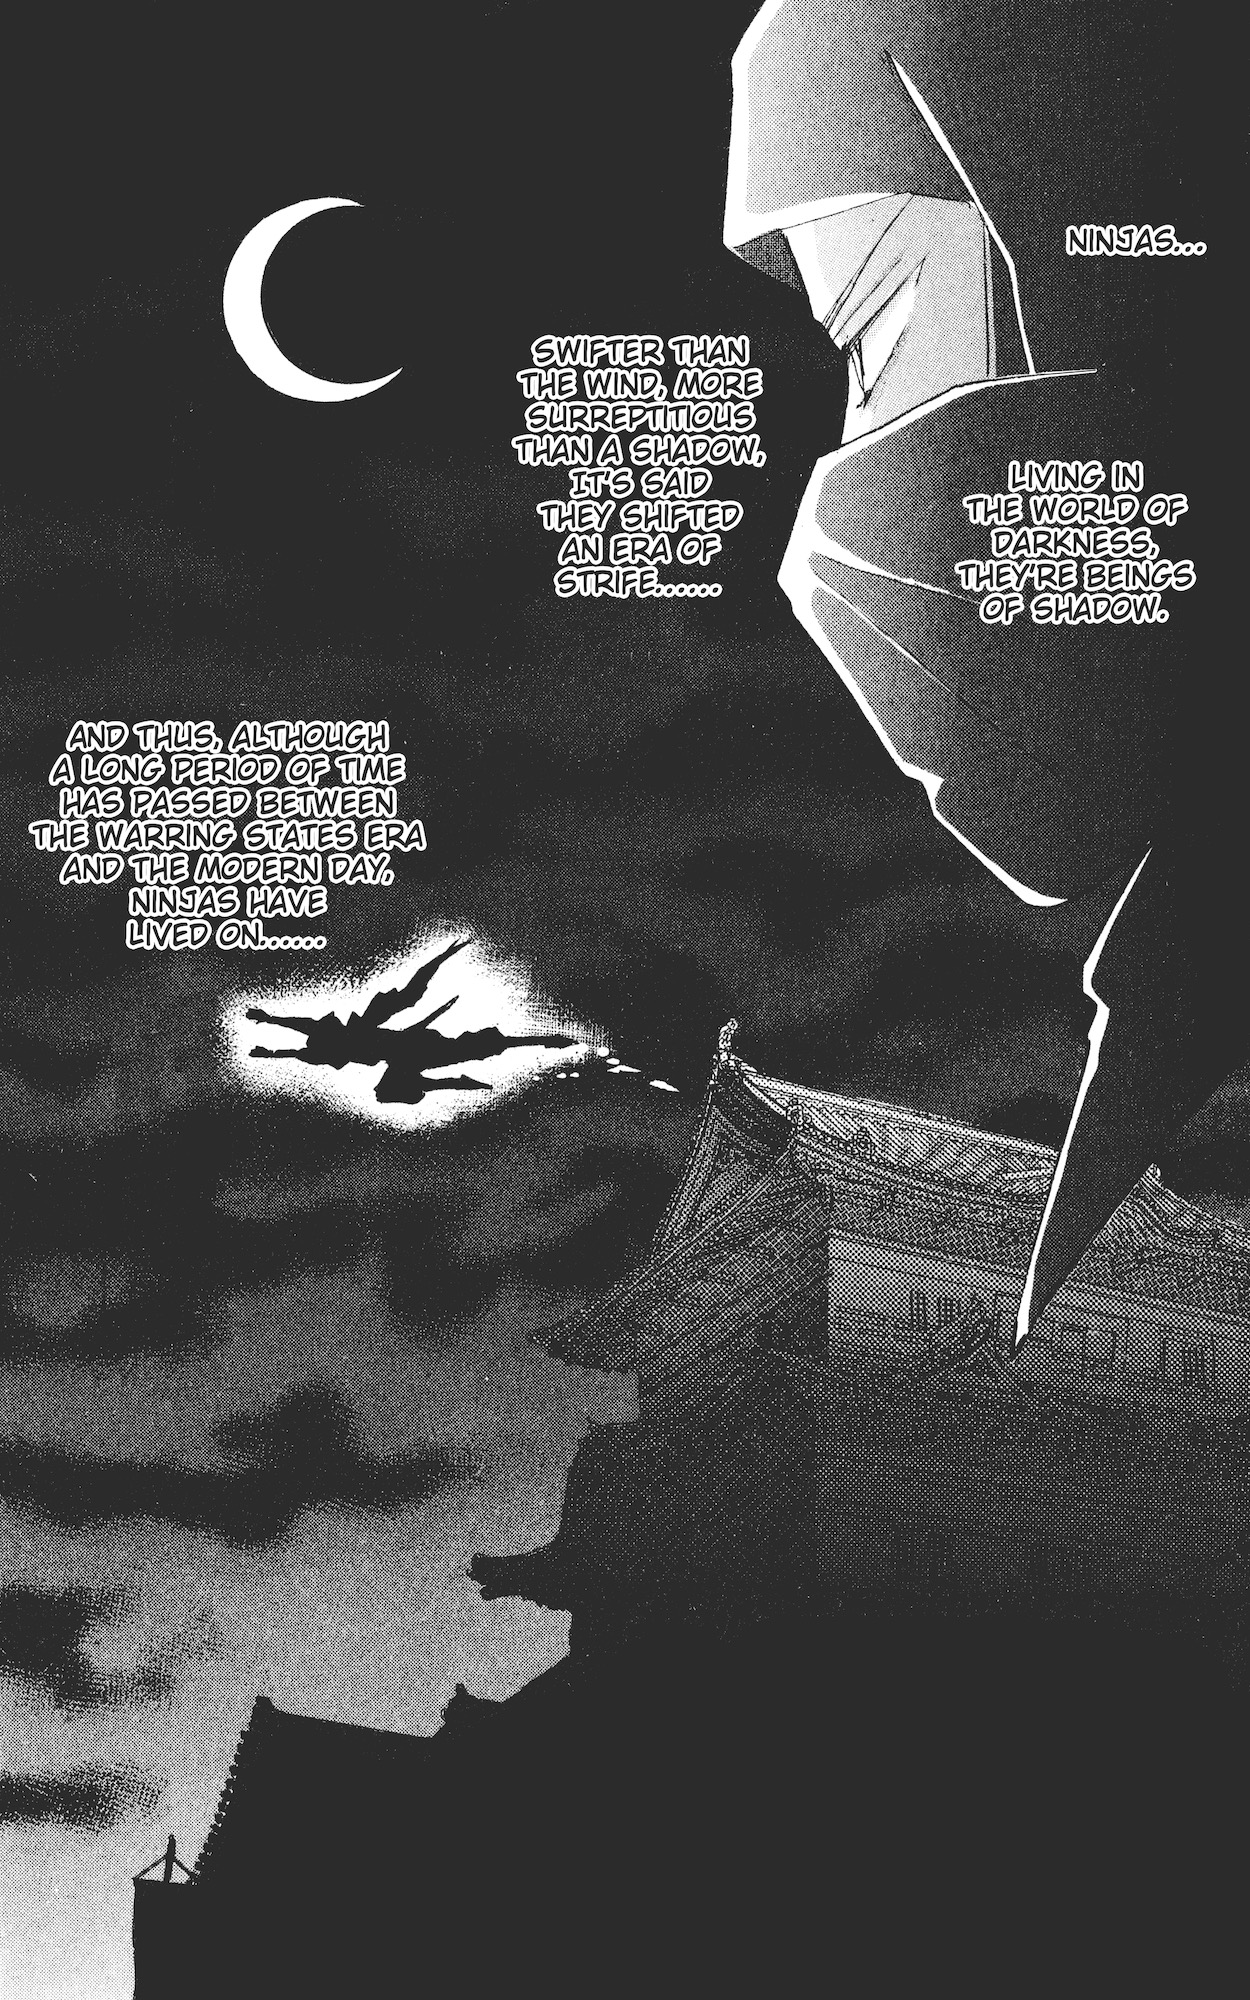 NINJAS...
LIVING IN
THE WORLD OF
DARKNESS,
THEY'RE BEINGS
OF SHADOW.
SWIFTER THAN
THE WIND, MORE
SURREPTITIOUS
THAN A SHADOW,
IT'S SAID
THEY SHIFTED
AN ERA OF
STRIFE......
AND THUS, ALTHOUGH
A LONG PERIOD OF TIME
HAS PASSED BETWEEN
THE WARRING STATES ERA
AND THE MODERN DAY,
NINJAS HAVE
LIVED ON......